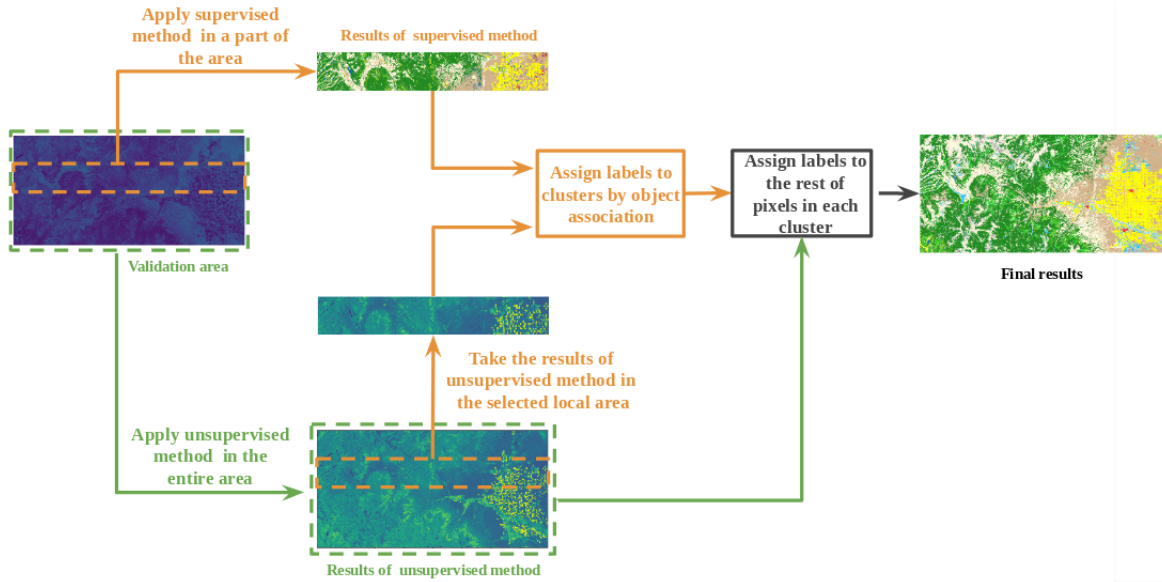 Apply supervised
method in a part of
the area
Results of supervised method
Validation area
Assign labels to
clusters by object
association
Assign labels to
the rest of
pixels in each
cluster
Final results
Take the results of
unsupervised method in
the selected local area
Apply unsupervised
method in the
entire area
Results of unsupervised method